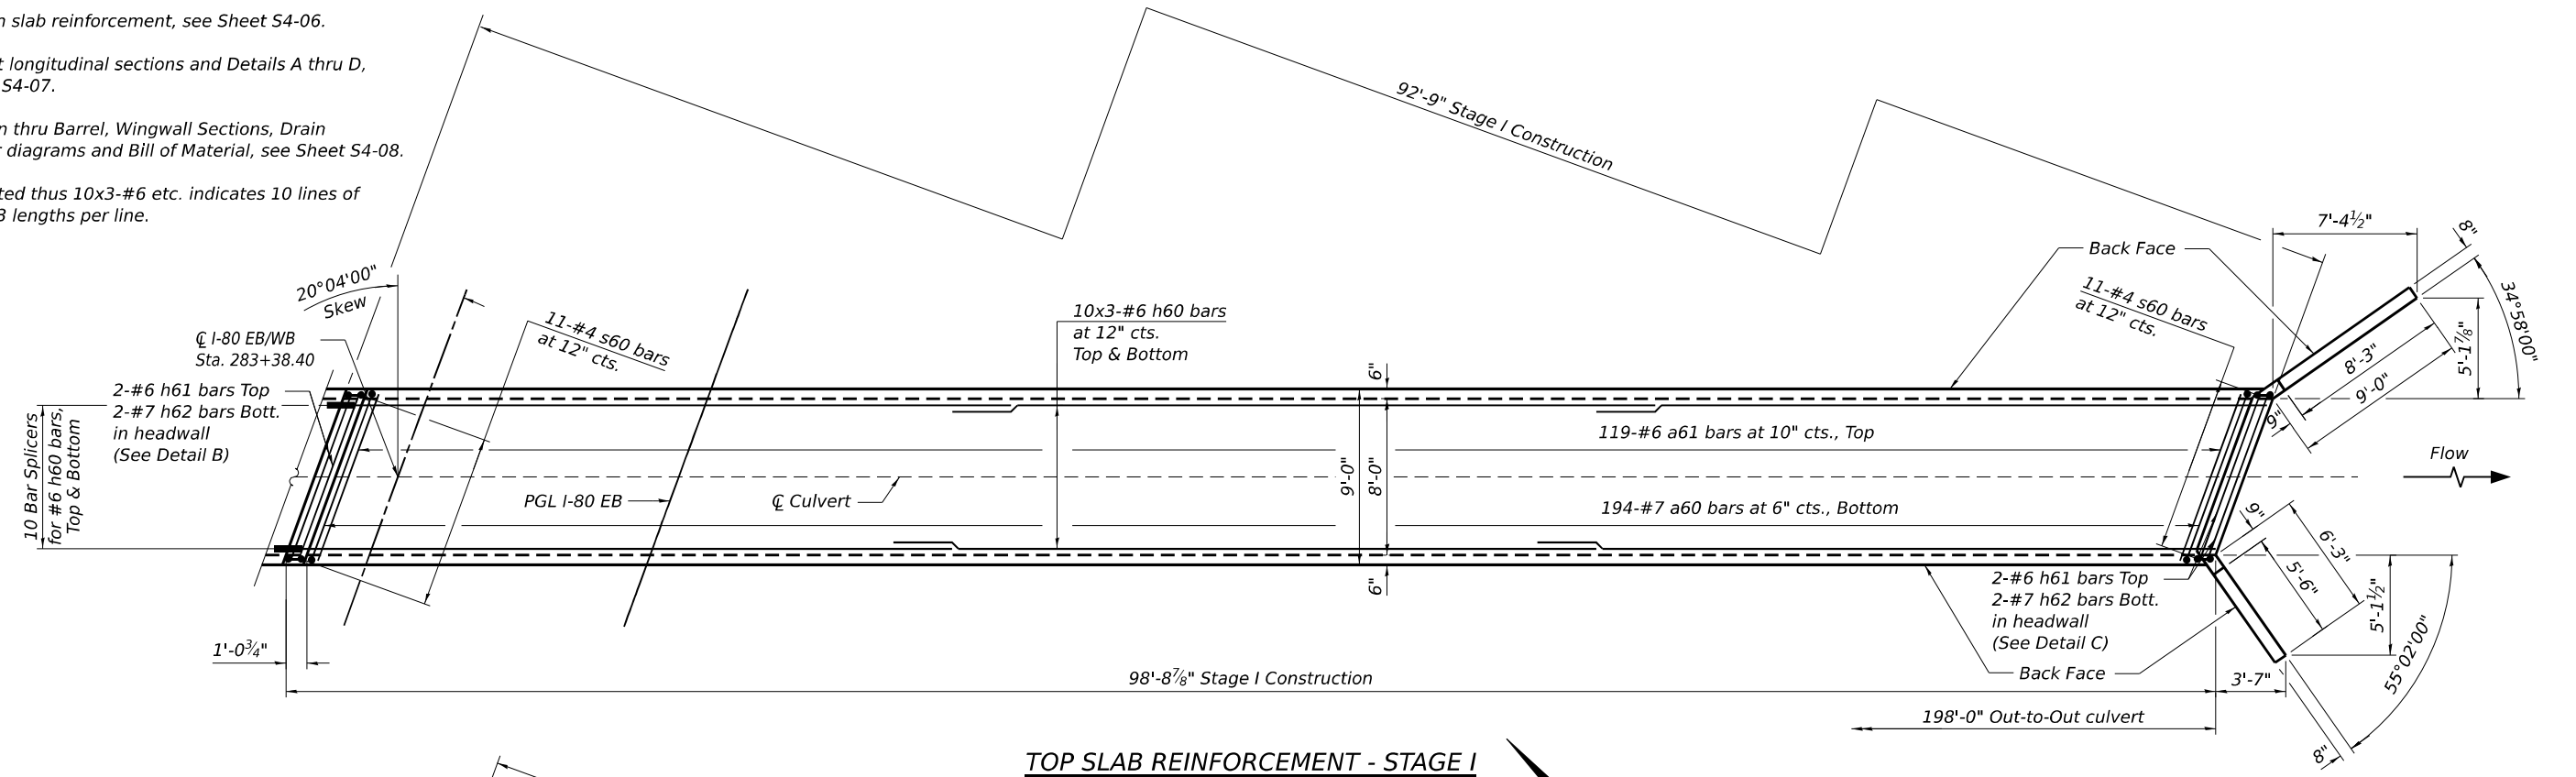 n slab reinforcement, see Sheet S4-06.
t longitudinal sections and Details A thru D,
S4-07.
n thru Barrel, Wingwall Sections, Drain
r diagrams and Bill of Material, see Sheet S4-08.
ted thus 10x3-#6 etc. indicates 10 lines of
3 lengths per line.
92'-9" Stage I Construction
7'-4½"
8"
Back Face
34°58'00"
20°04'00"
Skew
11-#4 s60 bars
at 12" cts.
10x3-#6 h60 bars
at 12" cts.
Top & Bottom
11-#4 s60 bars
at 12" cts.
5'-1⅞"
8'-3"
9'-0"
9"
℄ I-80 EB/WB
Sta. 283+38.40
2-#6 h61 bars Top
2-#7 h62 bars Bott.
in headwall
(See Detail B)
10 Bar Splicers
for #6 h60 bars,
Top & Bottom
6"
119-#6 a61 bars at 10" cts., Top
9'-0"
8'-0"
Flow
PGL I-80 EB
℄ Culvert
194-#7 a60 bars at 6" cts., Bottom
6"
9"
6'-3"
5'-6"
5'-1½"
55°02'00"
2-#6 h61 bars Top
2-#7 h62 bars Bott.
in headwall
(See Detail C)
Back Face
1'-0¾"
98'-8⅞" Stage I Construction
3'-7"
198'-0" Out-to-Out culvert
8"
TOP SLAB REINFORCEMENT - STAGE I